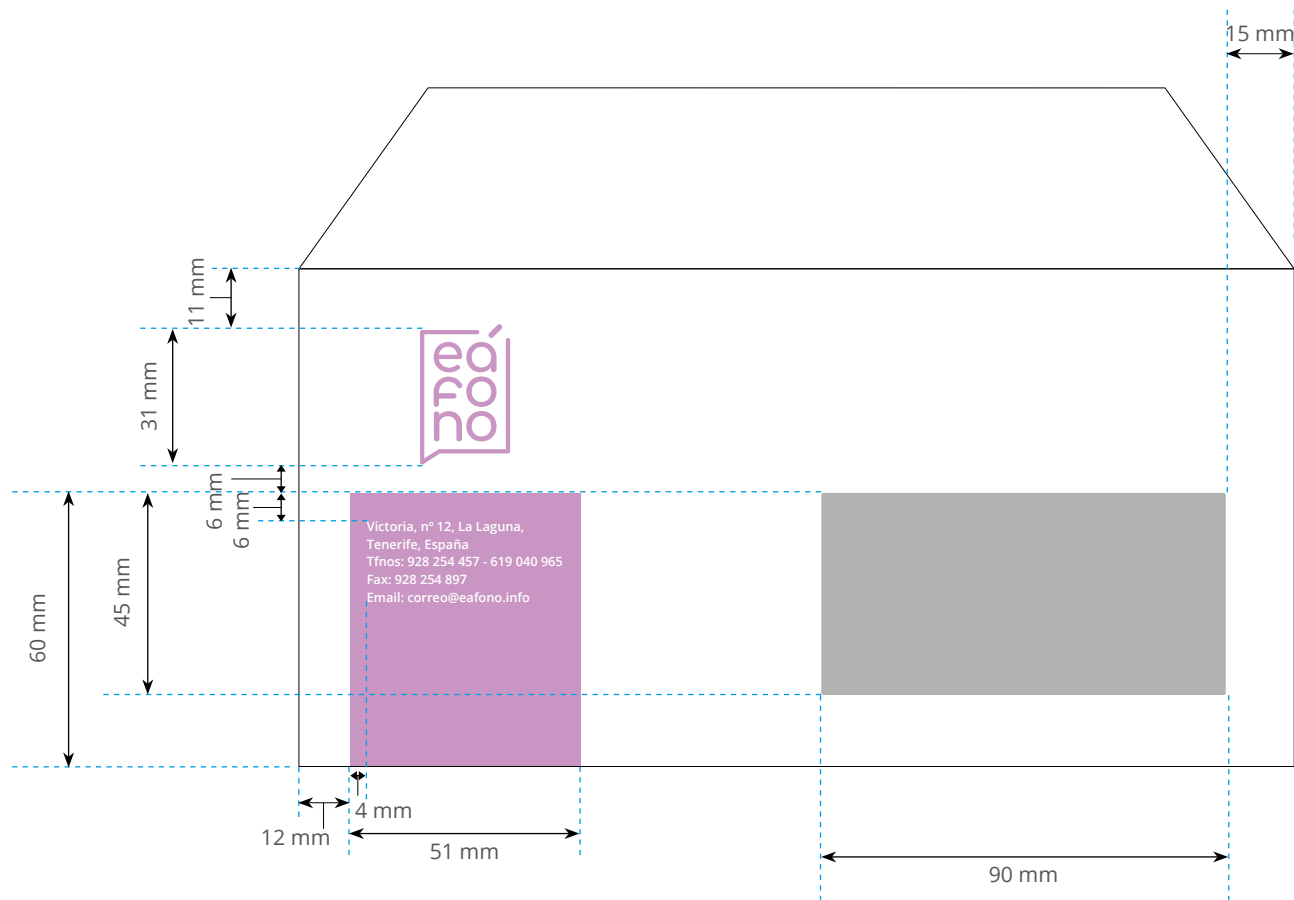 15 mm
11 mm
31 mm
eá
fo
no
6 mm
6 mm
Victoria, nº 12, La Laguna,
Tenerife, España
Tfnos: 928 254 457 - 619 040 965
Fax: 928 254 897
Email: correo@eafono.info
45 mm
60 mm
4 mm
12 mm
51 mm
90 mm